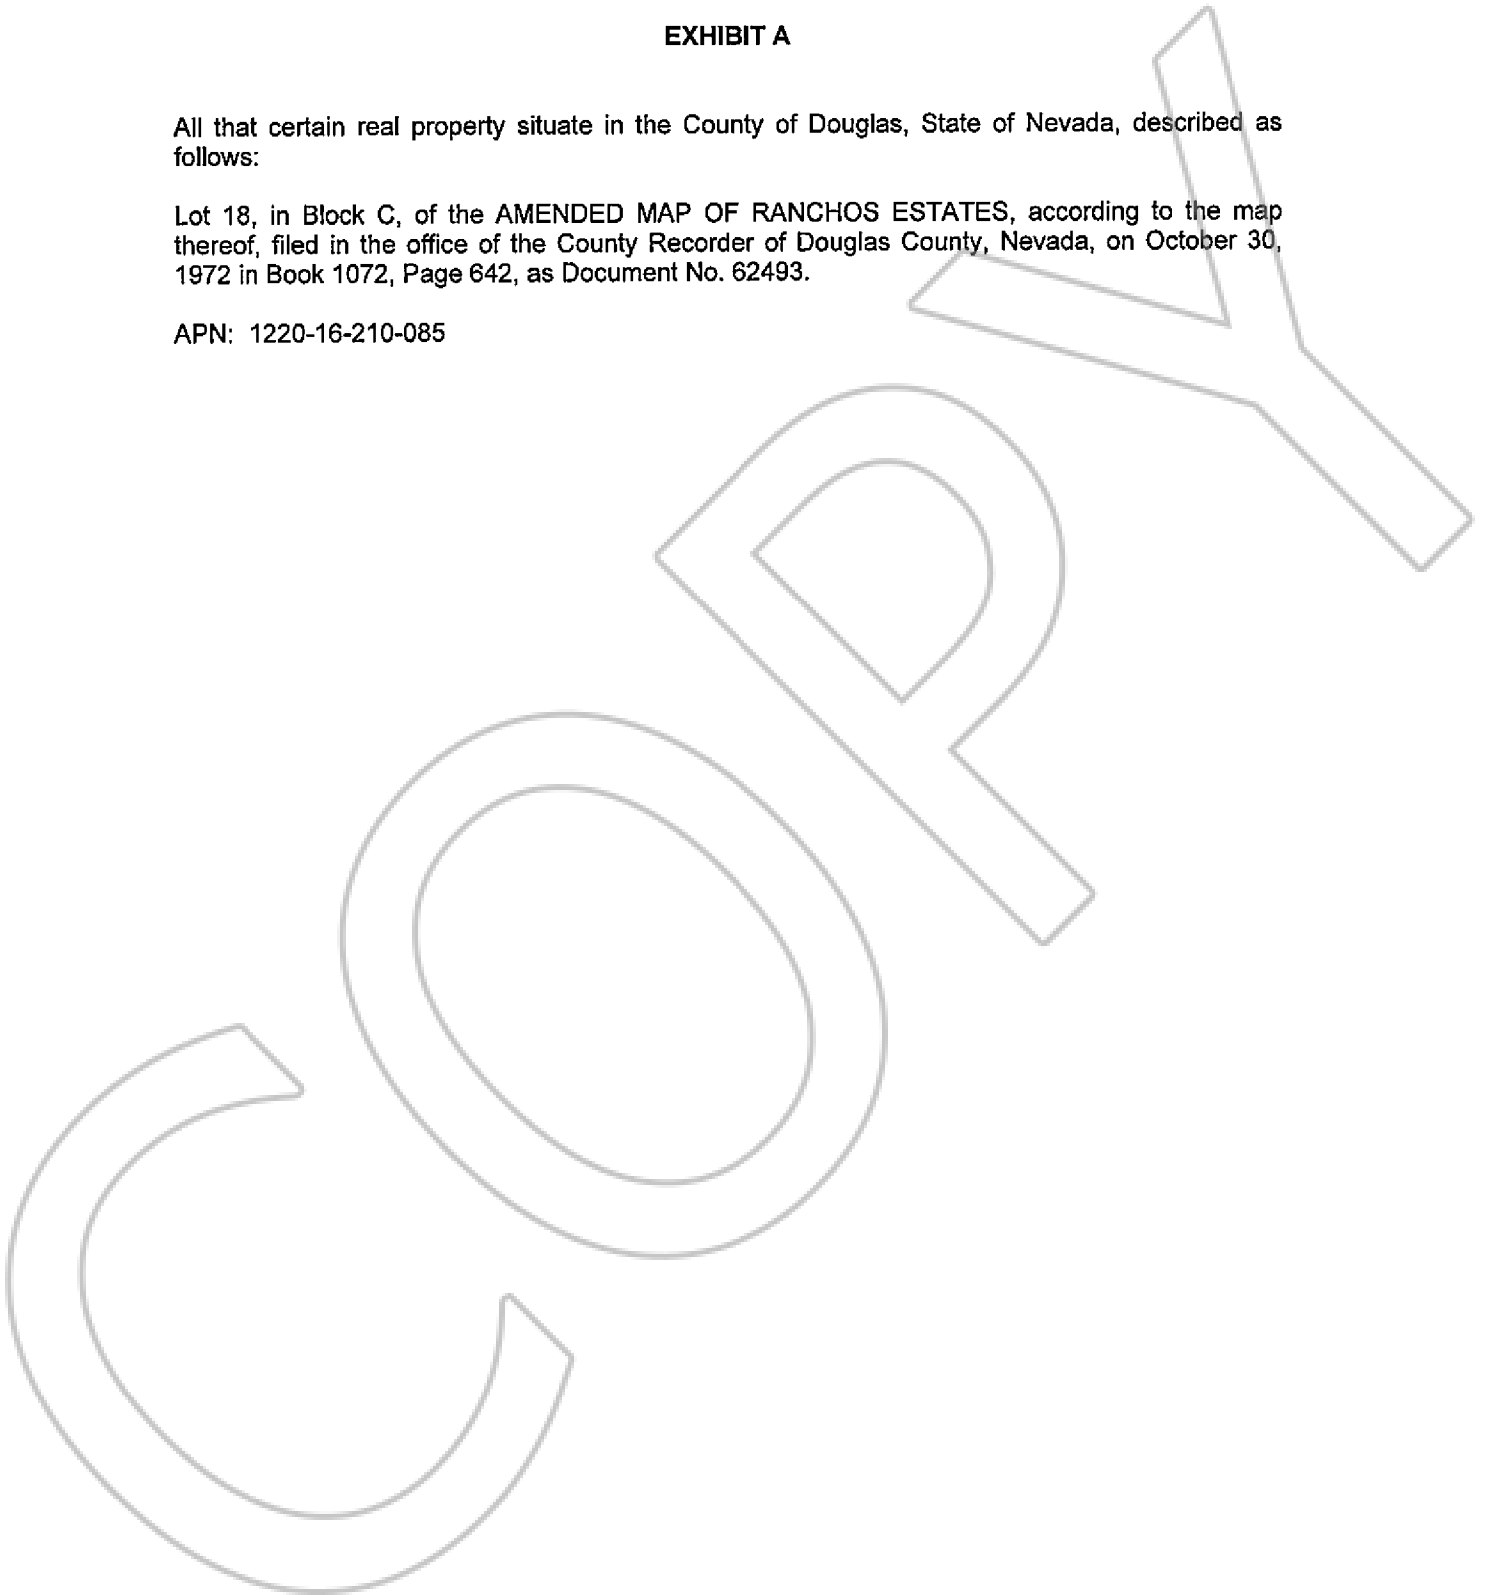 EXHIBIT A
All that certain real property situate in the County of Douglas, State of Nevada, described as
follows:
Lot 18, in Block C, of the AMENDED MAP OF RANCHOS ESTATES, according to the map
thereof, filed in the office of the County Recorder of Douglas County, Nevada, on October 30,
1972 in Book 1072, Page 642, as Document No. 62493.
APN: 1220-16-210-085
COPY